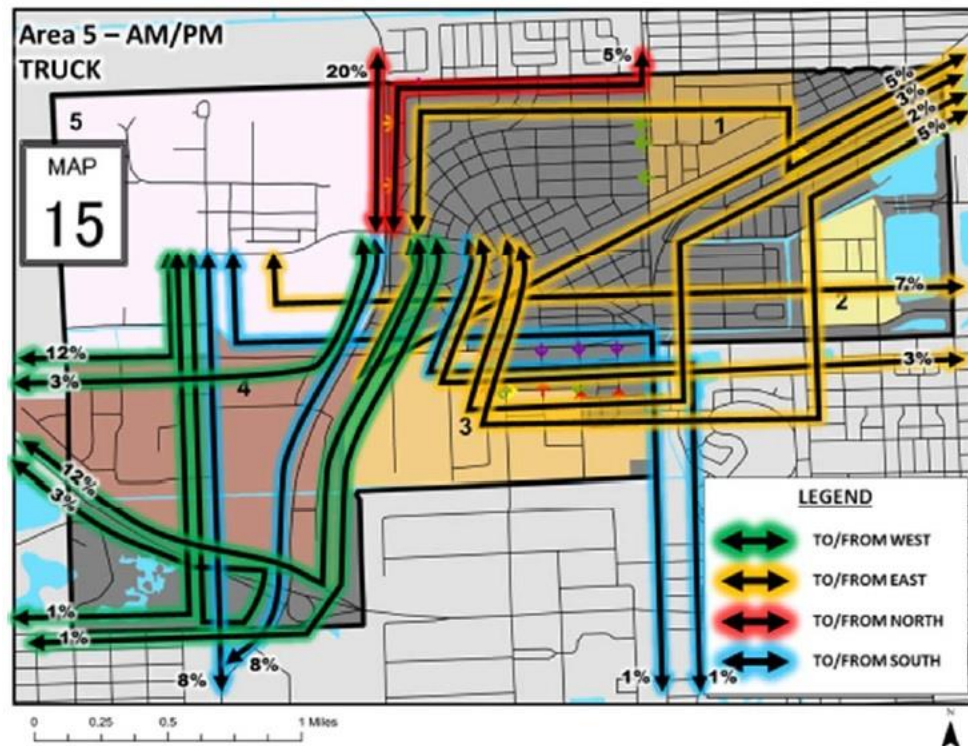 Area 5 – AM/PM
TRUCK
20%
5%
5
MAP
15
1
5%
3%
2%
5%
7%
2
12%
3%
4
3%
3
12%
3%
1%
1%
8%
8%
1%
1%
LEGEND
TO/FROM WEST
TO/FROM EAST
TO/FROM NORTH
TO/FROM SOUTH
0 0.25 0.5 1 Miles
N